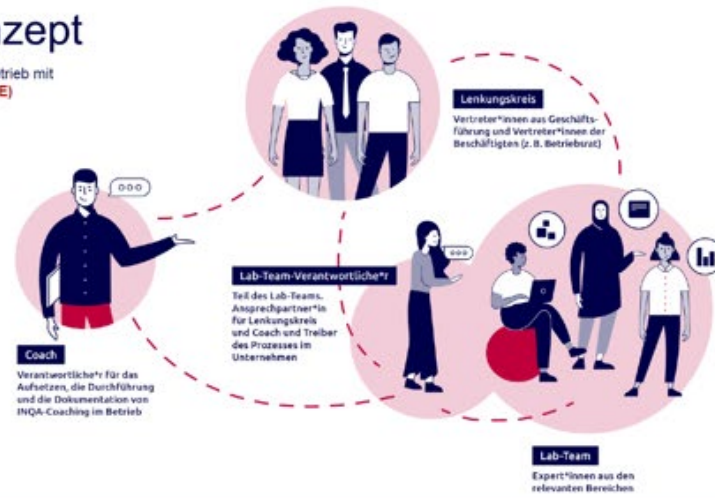 nzept
trieb mit
E)
Lenkungskreis
Vertreter*innen aus Geschäfts-
führung und Vertreter*innen der
Beschäftigten (z. B. Betriebsrat)
Lab-Team-Verantwortliche*r
Teil des Lab-Teams.
Ansprechpartner*in
für Lenkungskreis
und Coach und Treiber
des Prozesses im
Unternehmen
Coach
Verantwortliche*r für das
Aufsetzen, die Durchführung
und die Dokumentation von
INQA-Coaching im Betrieb
Lab-Team
Expert*innen aus den
relevanten Bereichen